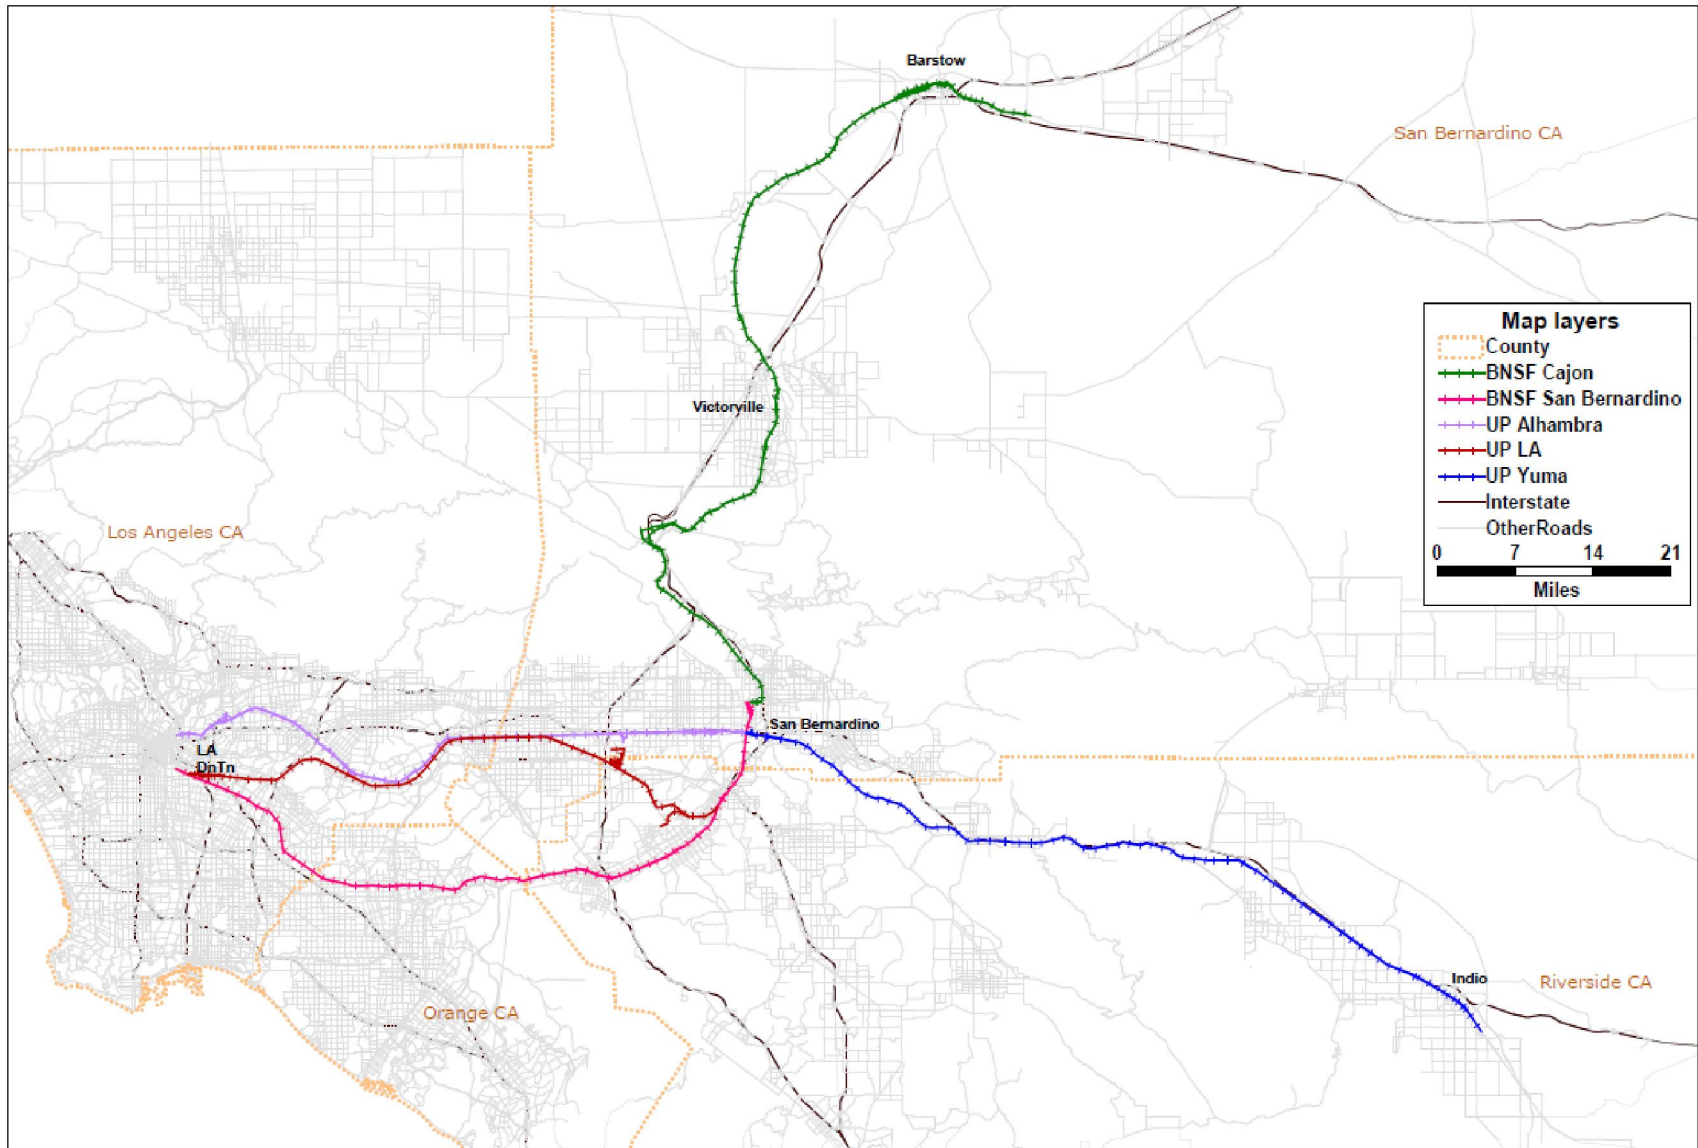 Barstow
San Bernardino CA
Map layers
County
BNSF Cajon
BNSF San Bernardino
UP Alhambra
UP LA
UP Yuma
Interstate
OtherRoads
0 7 14 21
Miles
Victorville
Los Angeles CA
San Bernardino
LA
DnTn
Indio
Riverside CA
Orange CA